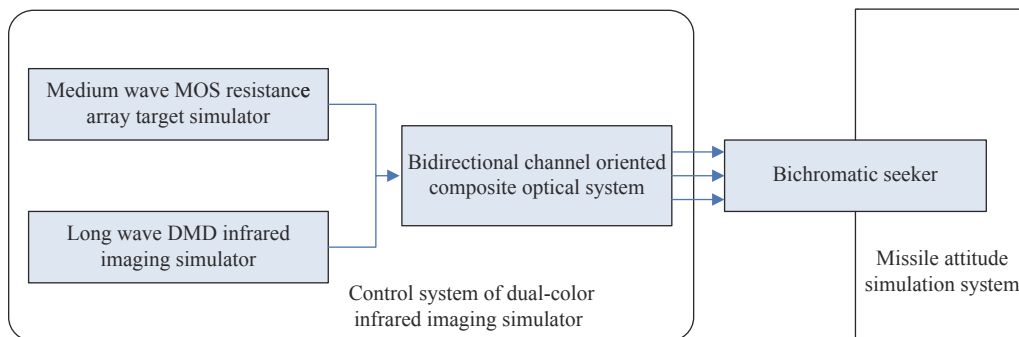 Medium wave MOS resistance
array target simulator
Bidirectional channel oriented
composite optical system
Bichromatic seeker
Long wave DMD infrared
imaging simulator
Control system of dual-color
infrared imaging simulator
Missile attitude
simulation system